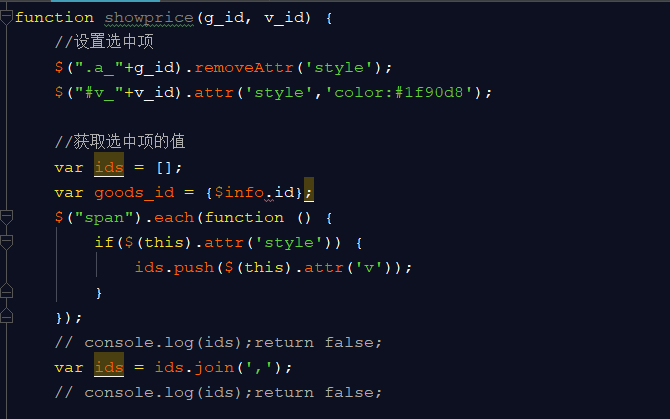 function showprice(g_id, v_id) {
//设置选中项
$(".a_"+g_id).removeAttr('style');
$("#v_"+v_id).attr('style','color:#1f90d8');
//获取选中项的值
var ids = [];
var goods_id = {$info.id};
$("span").each(function () {
if($(this).attr('style')) {
ids.push($(this).attr('v'));
}
});
// console.log(ids);return false;
var ids = ids.join(',');
// console.log(ids);return false;